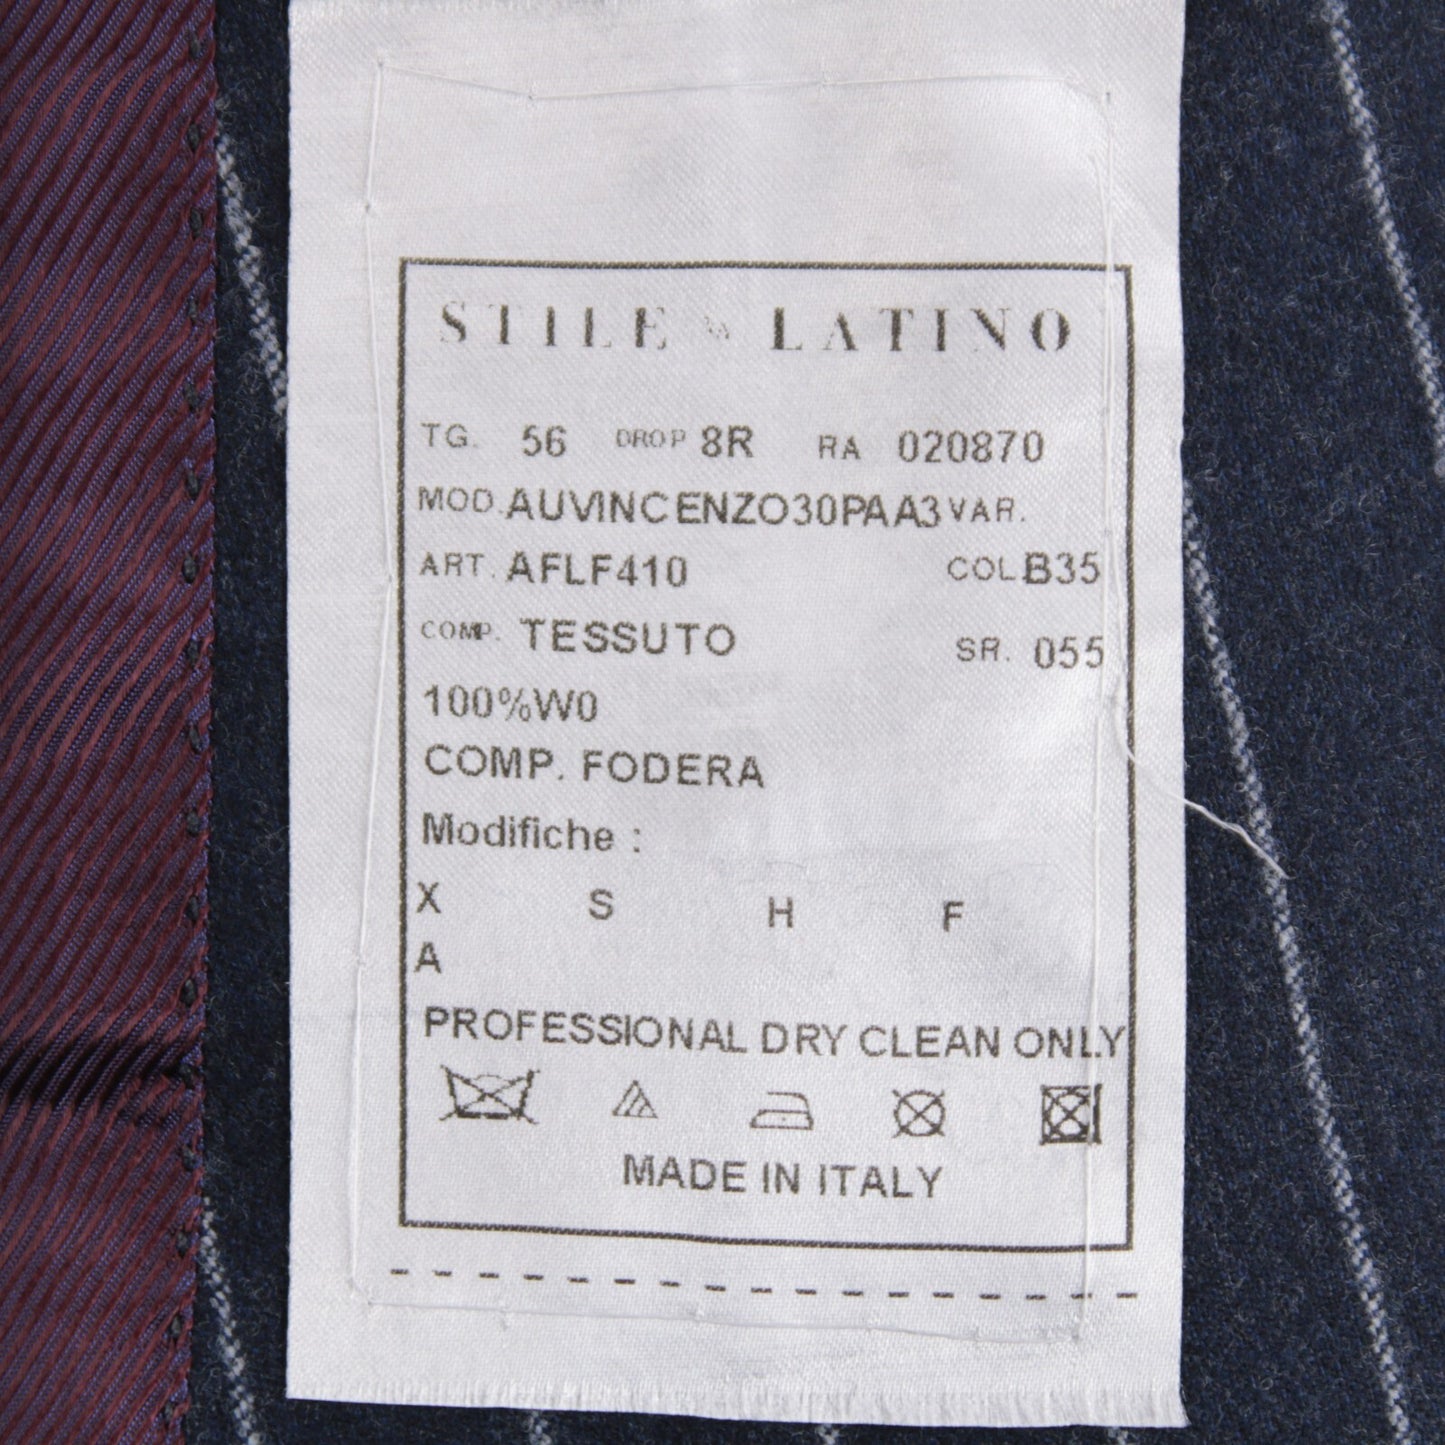 STILE LATINO
TG. 56 DROP 8R RA 020870
MOD. AUVINCENZO30PAA3 VAR.
ART. AFLF410 COL. B35
COMP. TESSUTO SR. 055
100%W0
COMP. FODERA
Modifiche :
X S H F
A
PROFESSIONAL DRY CLEAN ONLY
MADE IN ITALY